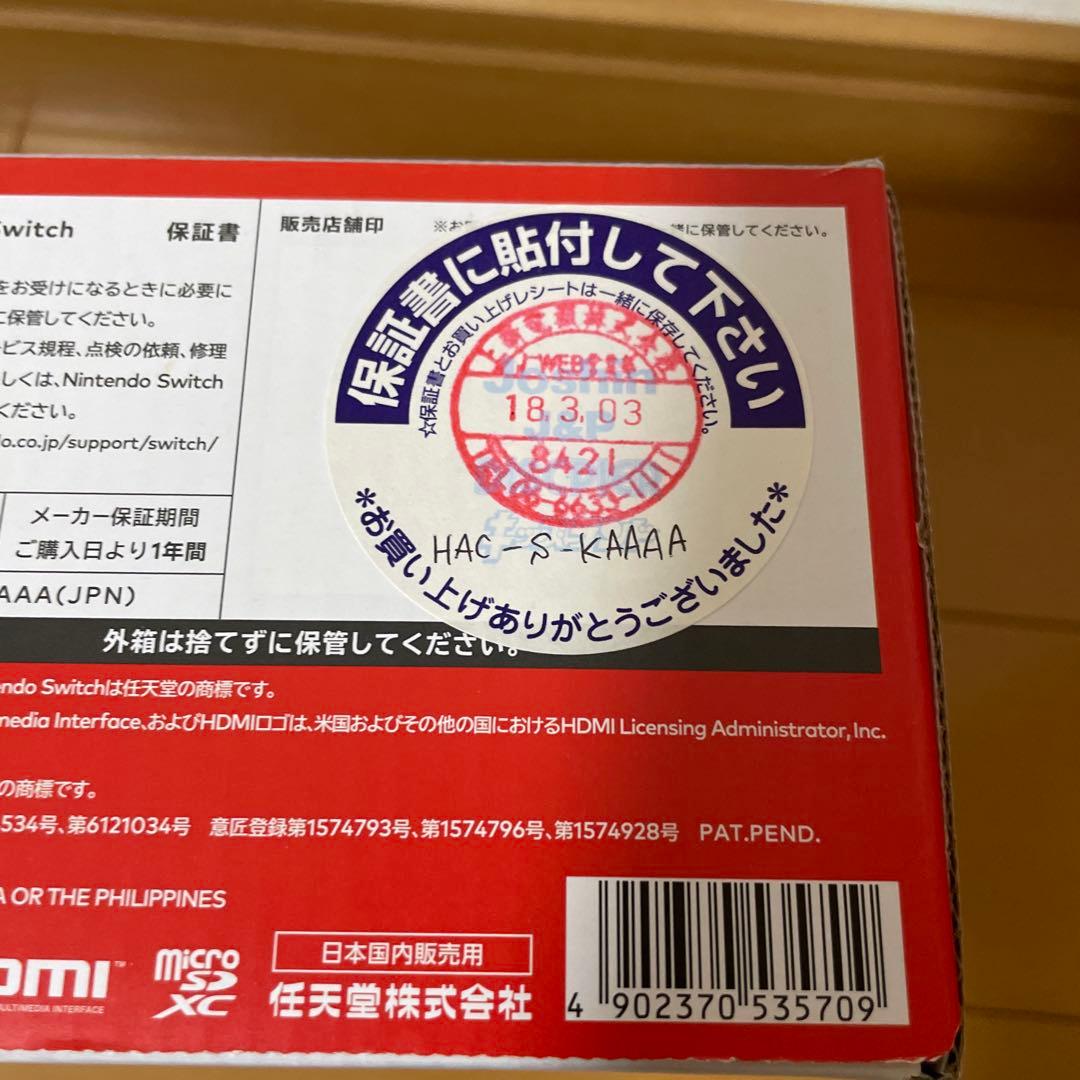 Switch 保証書
をお受けになるときに必要に
に保管してください。
ービス規程、点検の依頼、修理
しくは、Nintendo Switch
ください。
do.co.jp/support/switch/
メーカー保証期間
ご購入日より1年間
AAA(JPN)
販売店舗印
緒に保管してください。
保証書に貼付して下さい
☆保証書とお買い上げレシートは一緒に保存してください。
Joshin
J&P
18.3.03
8421
HAC-S-KAAAA
*お買い上げありがとうございました*
外箱は捨てずに保管してください。
endo Switchは任天堂の商標です。
media Interface、およびHDMIロゴは、米国およびその他の国におけるHDMI Licensing Administrator, Inc.
の商標です。
534号、第6121034号 意匠登録第1574793号、第1574796号、第1574928号 PAT.PEND.
A OR THE PHILIPPINES
DMI™
MULTIMEDIA INTERFACE
micro SD XC
日本国内販売用
任天堂株式会社
4 902370 535709